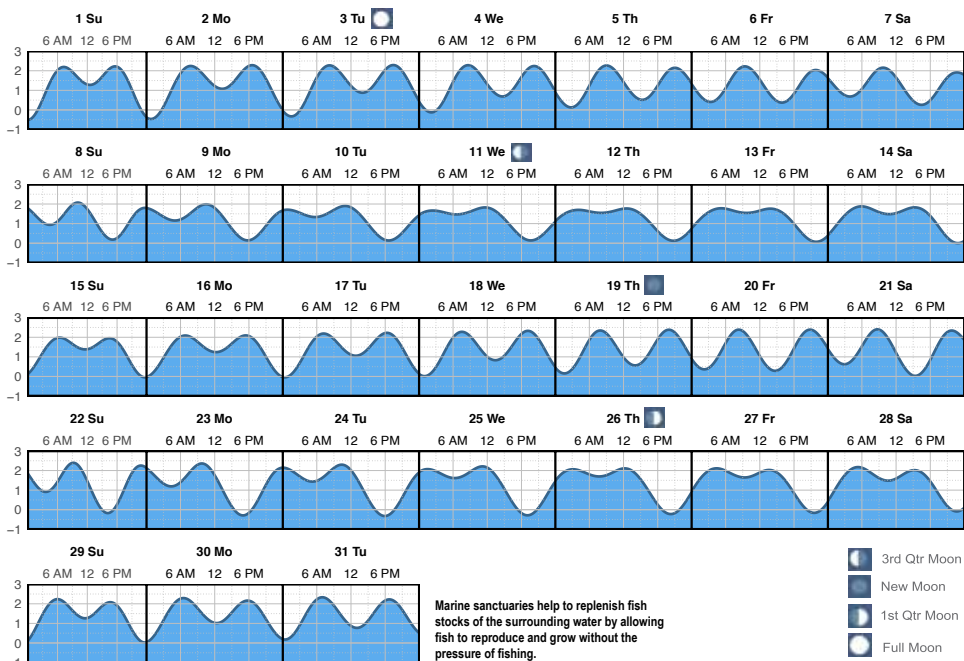 1 Su 2 Mo 3 Tu 4 We 5 Th 6 Fr 7 Sa
6 AM 12 6 PM 6 AM 12 6 PM 6 AM 12 6 PM 6 AM 12 6 PM 6 AM 12 6 PM 6 AM 12 6 PM 6 AM 12 6 PM
3
2
1
0
−1
8 Su 9 Mo 10 Tu 11 We 12 Th 13 Fr 14 Sa
6 AM 12 6 PM 6 AM 12 6 PM 6 AM 12 6 PM 6 AM 12 6 PM 6 AM 12 6 PM 6 AM 12 6 PM 6 AM 12 6 PM
3
2
1
0
−1
15 Su 16 Mo 17 Tu 18 We 19 Th 20 Fr 21 Sa
6 AM 12 6 PM 6 AM 12 6 PM 6 AM 12 6 PM 6 AM 12 6 PM 6 AM 12 6 PM 6 AM 12 6 PM 6 AM 12 6 PM
3
2
1
0
−1
22 Su 23 Mo 24 Tu 25 We 26 Th 27 Fr 28 Sa
6 AM 12 6 PM 6 AM 12 6 PM 6 AM 12 6 PM 6 AM 12 6 PM 6 AM 12 6 PM 6 AM 12 6 PM 6 AM 12 6 PM
3
2
1
0
−1
29 Su 30 Mo 31 Tu
6 AM 12 6 PM 6 AM 12 6 PM 6 AM 12 6 PM
3
2
1
0
−1
Marine sanctuaries help to replenish fish
stocks of the surrounding water by allowing
fish to reproduce and grow without the
pressure of fishing.
3rd Qtr Moon
New Moon
1st Qtr Moon
Full Moon